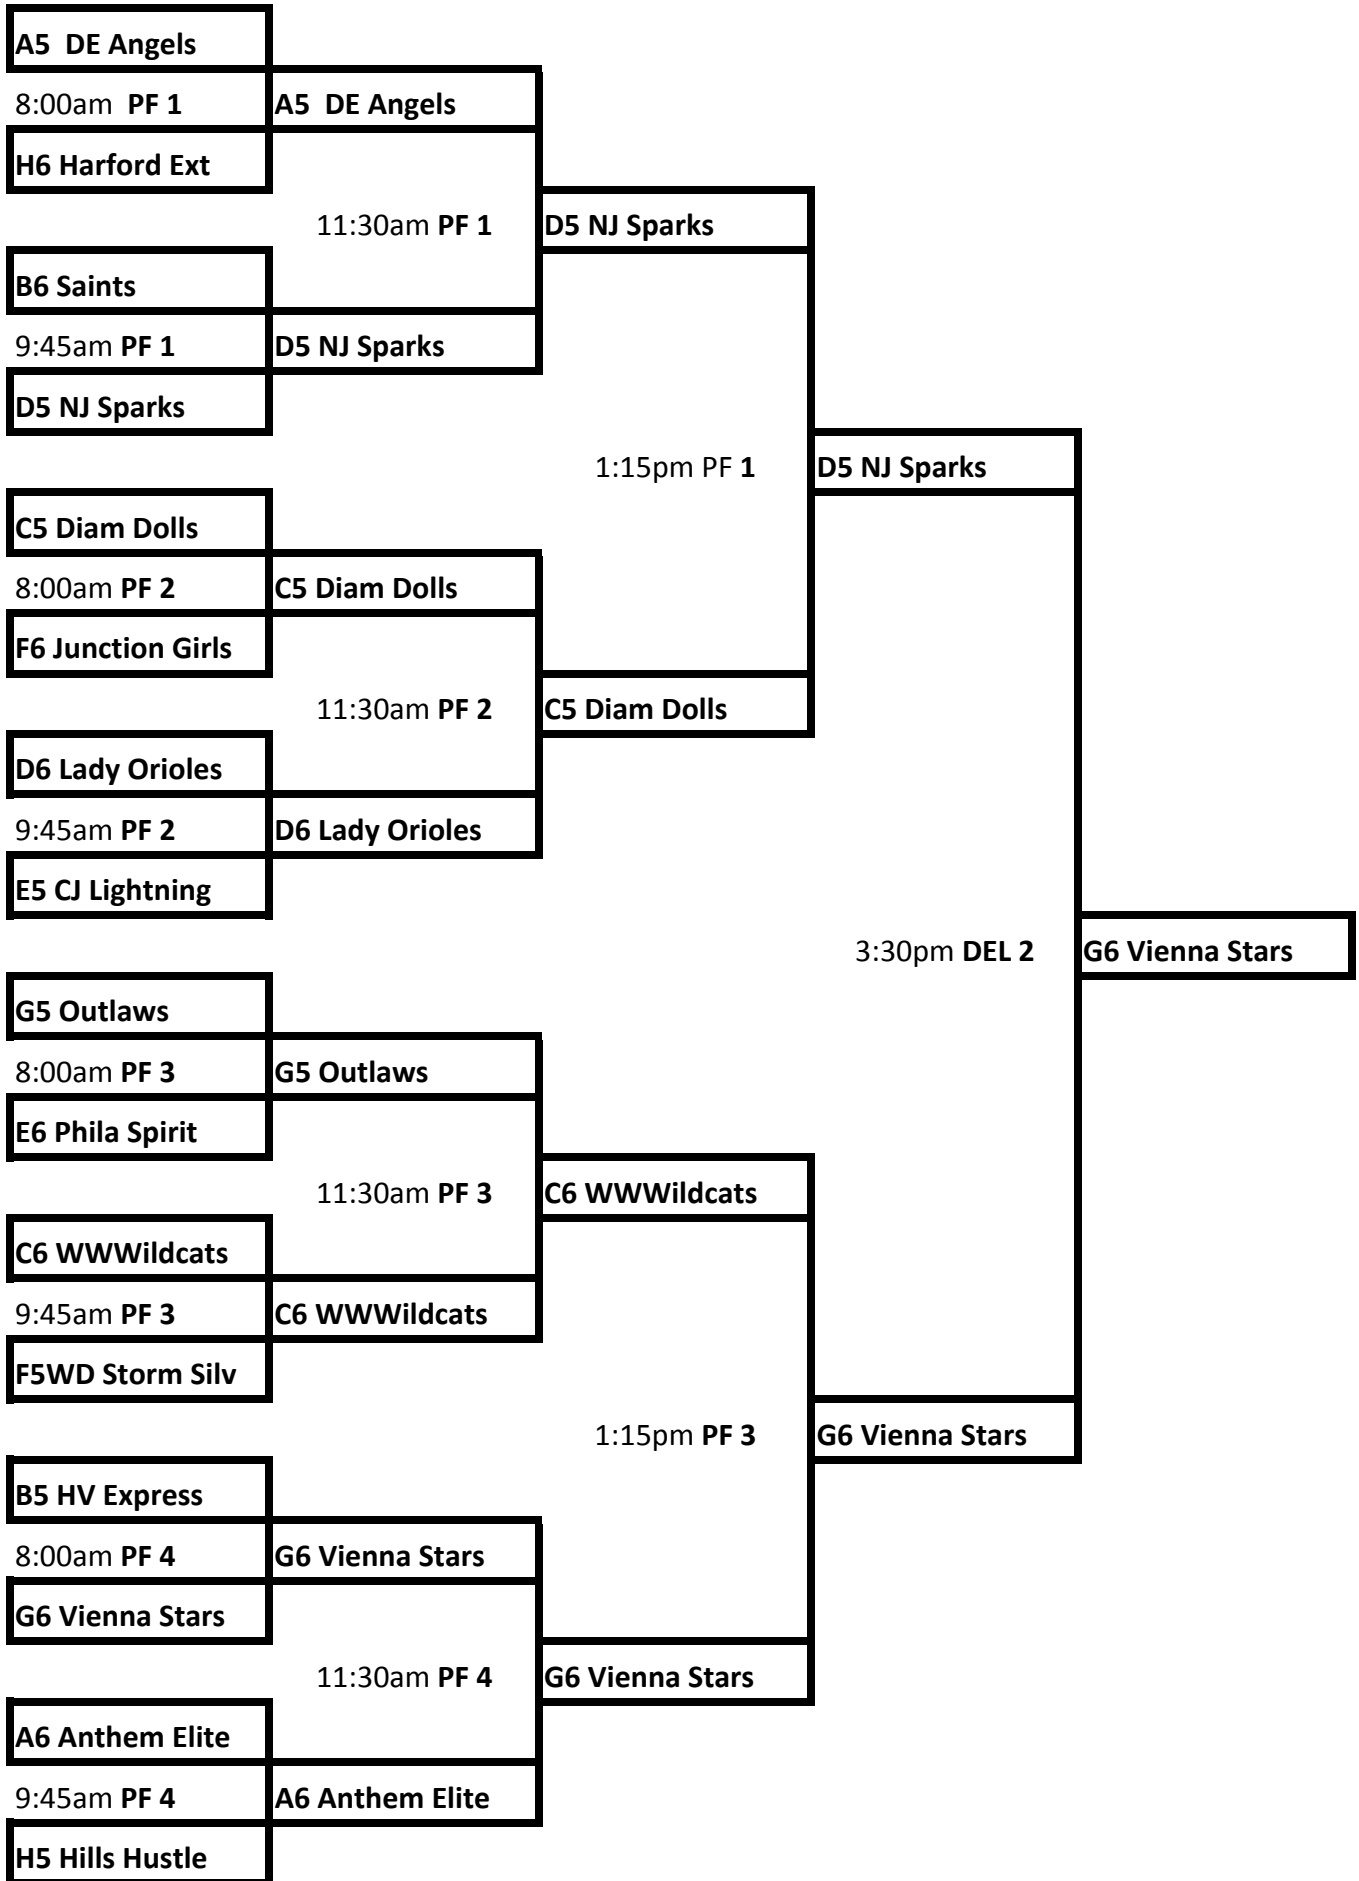 A5  DE Angels
8:00am  PF 1
A5  DE Angels
H6 Harford Ext
11:30am PF 1
D5 NJ Sparks
B6 Saints
9:45am PF 1
D5 NJ Sparks
D5 NJ Sparks
1:15pm PF 1
D5 NJ Sparks
C5 Diam Dolls
8:00am PF 2
C5 Diam Dolls
F6 Junction Girls
11:30am PF 2
C5 Diam Dolls
D6 Lady Orioles
9:45am PF 2
D6 Lady Orioles
E5 CJ Lightning
3:30pm DEL 2
G6 Vienna Stars
G5 Outlaws
8:00am PF 3
G5 Outlaws
E6 Phila Spirit
11:30am PF 3
C6 WWWildcats
C6 WWWildcats
9:45am PF 3
C6 WWWildcats
F5WD Storm Silv
1:15pm PF 3
G6 Vienna Stars
B5 HV Express
8:00am PF 4
G6 Vienna Stars
G6 Vienna Stars
11:30am PF 4
G6 Vienna Stars
A6 Anthem Elite
9:45am PF 4
A6 Anthem Elite
H5 Hills Hustle